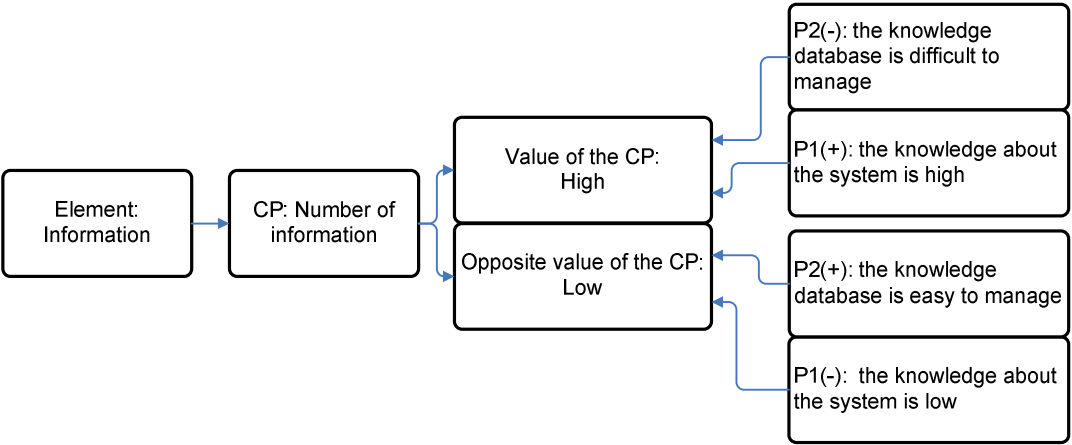 Element:
Information
CP: Number of
information
Value of the CP:
High
Opposite value of the CP:
Low
P2(-): the knowledge
database is difficult to
manage
P1(+): the knowledge about
the system is high
P2(+): the knowledge
database is easy to manage
P1(-):  the knowledge about
the system is low